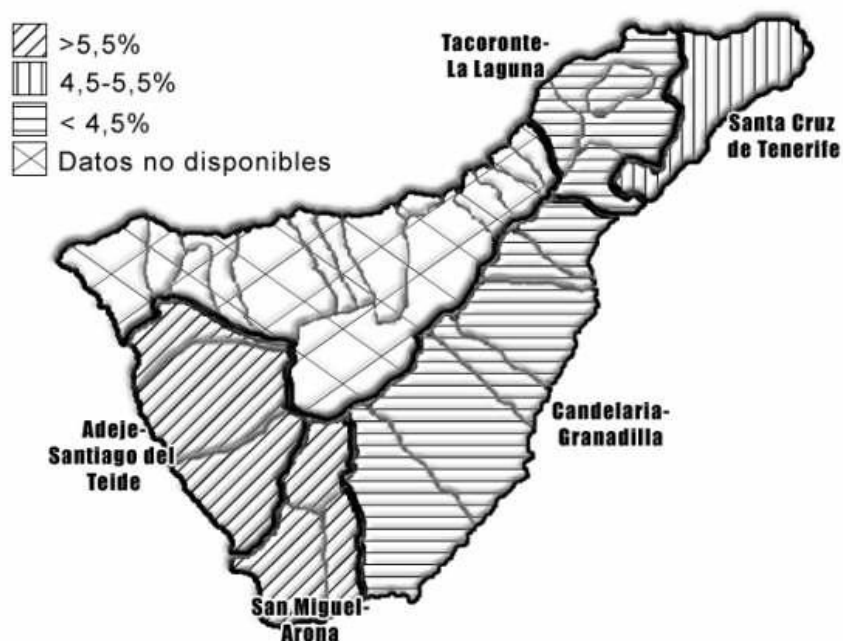 >5,5%
4,5-5,5%
< 4,5%
Datos no disponibles
Tacoronte-
La Laguna
Santa Cruz
de Tenerife
Candelaria-
Granadilla
Adeje-
Santiago del
Teide
San Miguel-
Arona